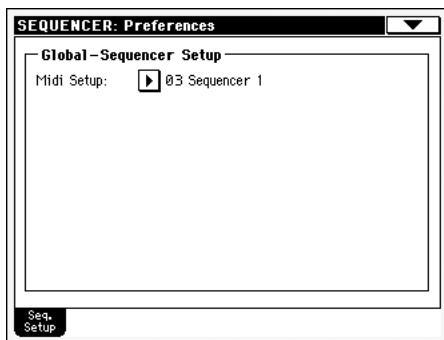 SEQUENCER: Preferences
Global-Sequencer Setup
Midi Setup: 03 Sequencer 1
Seq.
Setup